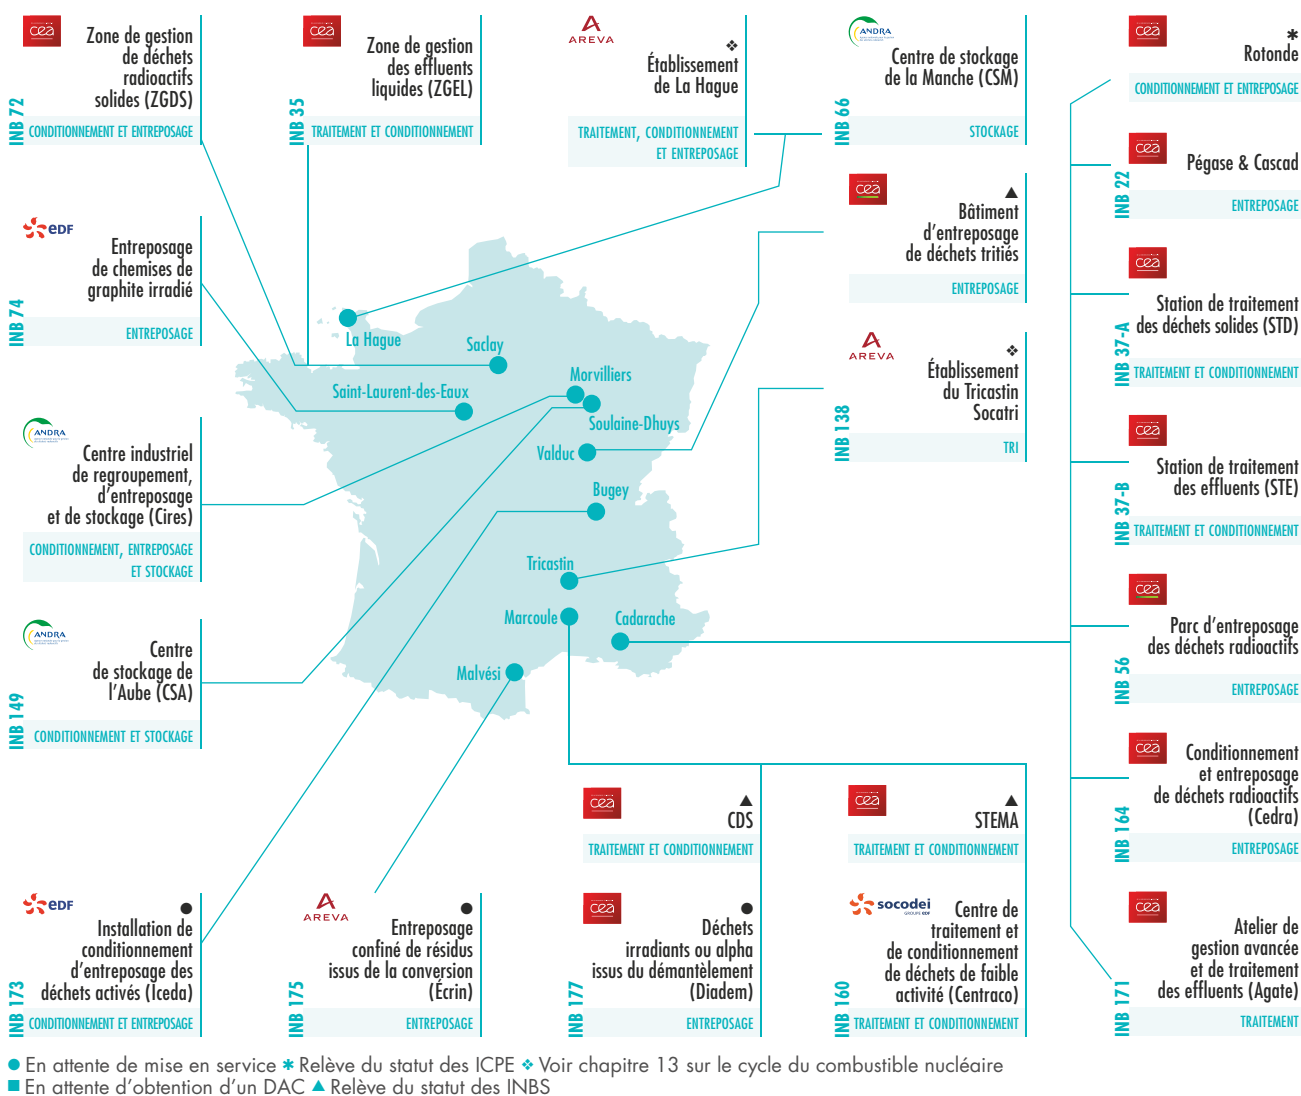 cea
Zone de gestion
de déchets
radioactifs
solides (ZGDS)
INB 72
CONDITIONNEMENT ET ENTREPOSAGE
cea
Zone de gestion
des effluents
liquides (ZGEL)
INB 35
TRAITEMENT ET CONDITIONNEMENT
AREVA
❖
Établissement
de La Hague
TRAITEMENT, CONDITIONNEMENT
ET ENTREPOSAGE
ANDRA
Centre de stockage
de la Manche (CSM)
INB 66
STOCKAGE
cea
✱
Rotonde
CONDITIONNEMENT ET ENTREPOSAGE
cea
Pégase & Cascad
INB 22
ENTREPOSAGE
cea
▲
Bâtiment
d'entreposage
de déchets tritiés
ENTREPOSAGE
edf
Entreposage
de chemises de
graphite irradié
INB 74
ENTREPOSAGE
cea
Station de traitement
des déchets solides (STD)
INB 37-A
TRAITEMENT ET CONDITIONNEMENT
AREVA
❖
Établissement
du Tricastin
Socatri
INB 138
TRI
La Hague
Saclay
Morvilliers
Saint-Laurent-des-Eaux
Soulaine-Dhuys
Valduc
Bugey
Tricastin
Marcoule
Cadarache
Malvési
ANDRA
Centre industriel
de regroupement,
d'entreposage
et de stockage (Cires)
CONDITIONNEMENT, ENTREPOSAGE
ET STOCKAGE
cea
Station de traitement
des effluents (STE)
INB 37-B
TRAITEMENT ET CONDITIONNEMENT
ANDRA
Centre
de stockage de
l'Aube (CSA)
INB 149
CONDITIONNEMENT ET STOCKAGE
cea
Parc d'entreposage
des déchets radioactifs
INB 56
ENTREPOSAGE
cea
Conditionnement
et entreposage
de déchets radioactifs
(Cedra)
INB 164
ENTREPOSAGE
cea
▲
CDS
TRAITEMENT ET CONDITIONNEMENT
cea
▲
STEMA
TRAITEMENT ET CONDITIONNEMENT
edf
●
Installation de
conditionnement
d'entreposage des
déchets activés (Iceda)
INB 173
CONDITIONNEMENT ET ENTREPOSAGE
AREVA
●
Entreposage
confiné de résidus
issus de la conversion
(Écrin)
INB 175
ENTREPOSAGE
cea
●
Déchets
irradiants ou alpha
issus du démantèlement
(Diadem)
INB 177
ENTREPOSAGE
socodei
GROUPE EDF
Centre de
traitement et
de conditionnement
de déchets de faible
activité (Centraco)
INB 160
TRAITEMENT ET CONDITIONNEMENT
cea
Atelier de
gestion avancée
et de traitement
des effluents (Agate)
INB 171
TRAITEMENT
● En attente de mise en service ✱ Relève du statut des ICPE ❖ Voir chapitre 13 sur le cycle du combustible nucléaire
■ En attente d'obtention d'un DAC ▲ Relève du statut des INBS